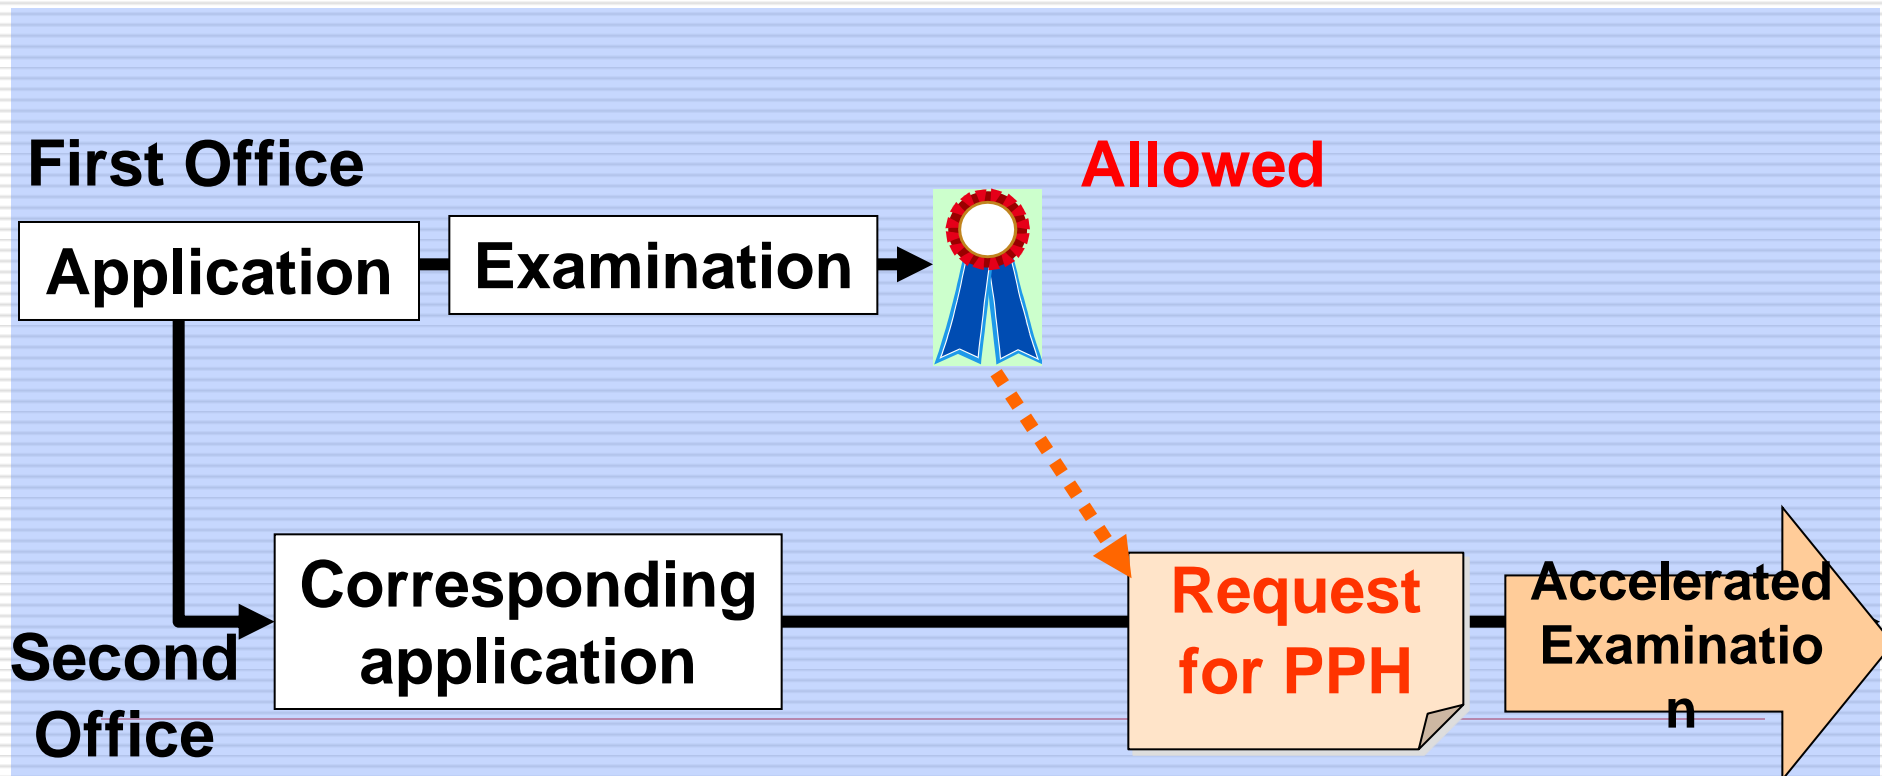 First Office
Allowed
Application
Examination
Corresponding
application
Second
Office
Request
for PPH
Accelerated
Examinatio
n